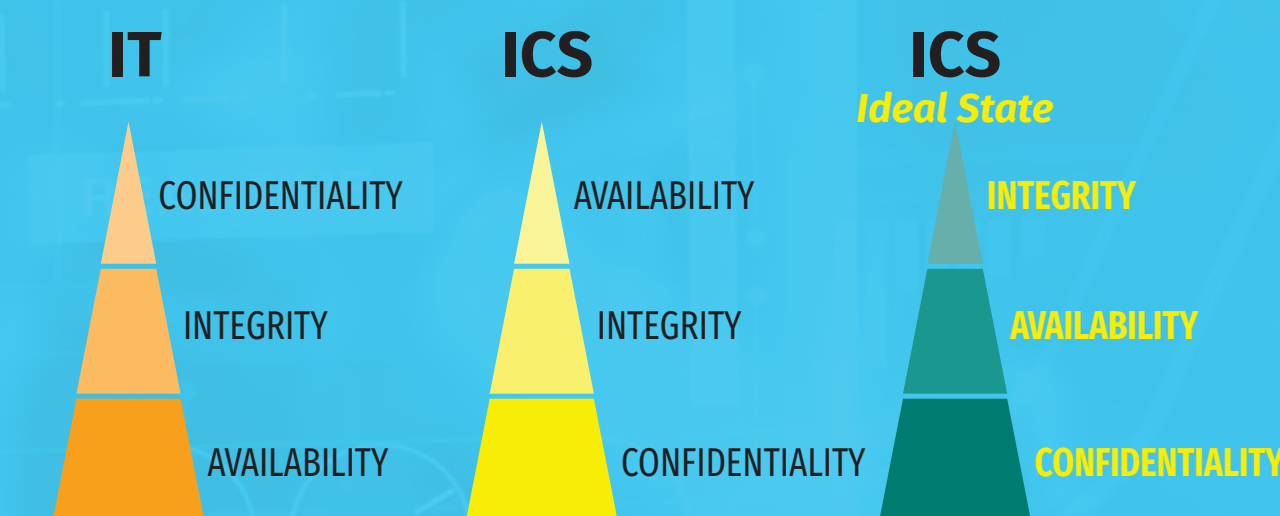 IT
CONFIDENTIALITY
INTEGRITY
AVAILABILITY
ICS
AVAILABILITY
INTEGRITY
CONFIDENTIALITY
ICS
Ideal State
INTEGRITY
AVAILABILITY
CONFIDENTIALITY